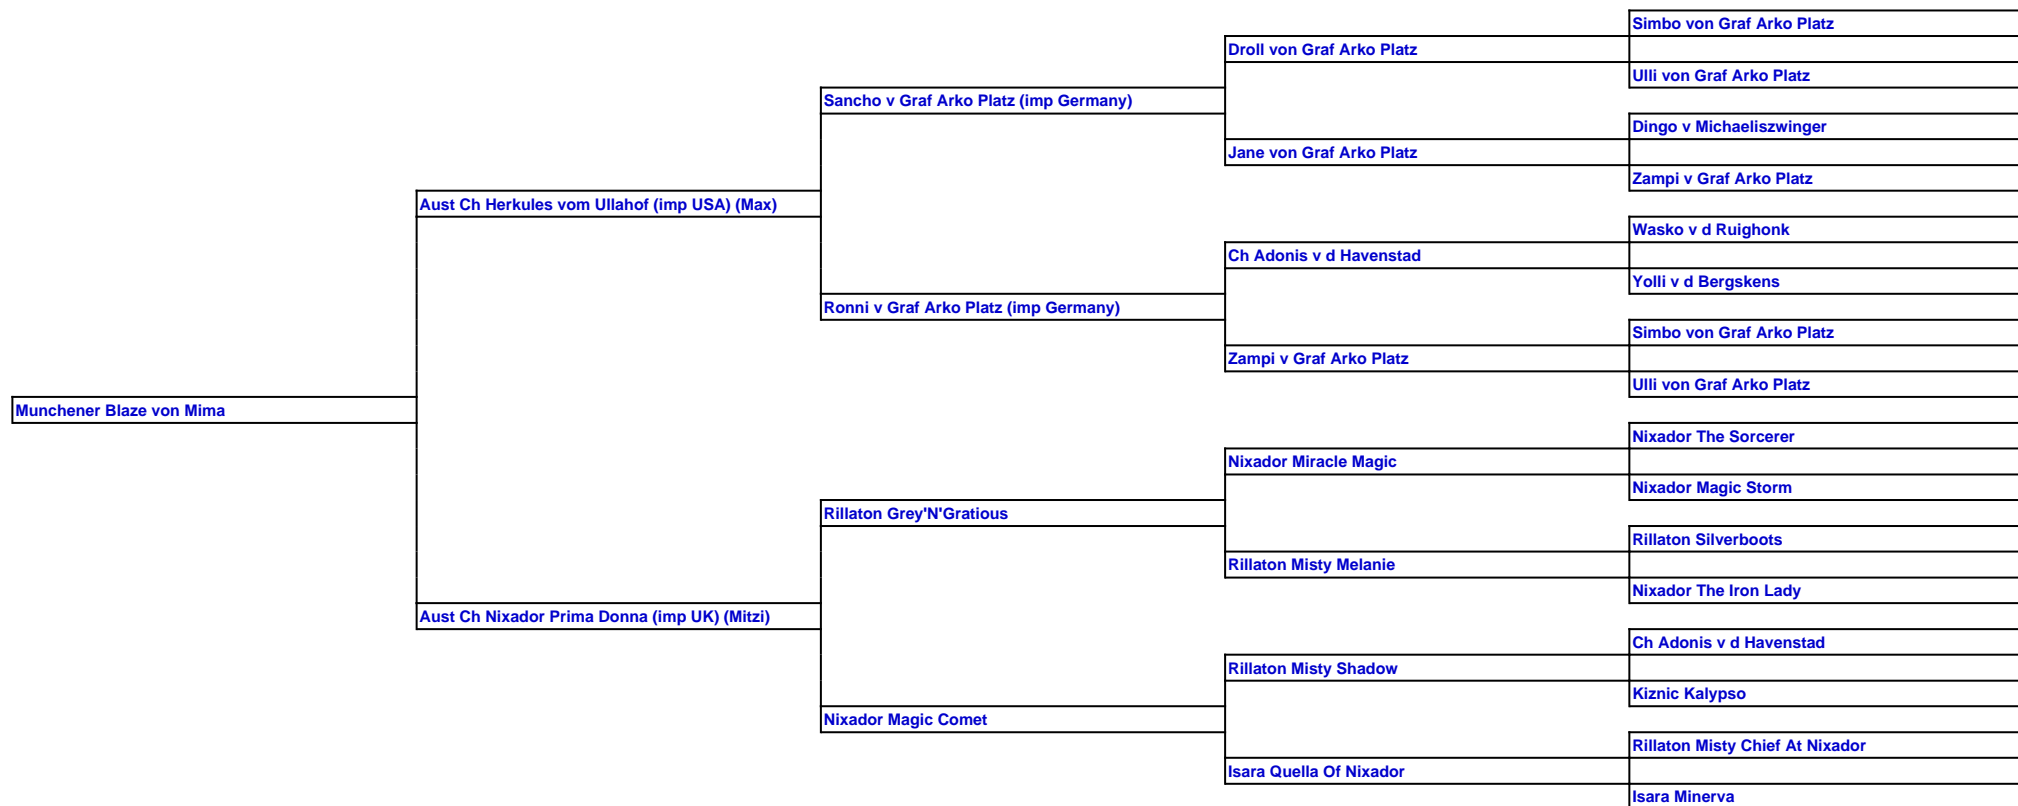 Simbo von Graf Arko Platz
Droll von Graf Arko Platz
Ulli von Graf Arko Platz
Sancho v Graf Arko Platz (imp Germany)
Dingo v Michaeliszwinger
Jane von Graf Arko Platz
Zampi v Graf Arko Platz
Aust Ch Herkules vom Ullahof (imp USA) (Max)
Wasko v d Ruighonk
Ch Adonis v d Havenstad
Yolli v d Bergskens
Ronni v Graf Arko Platz (imp Germany)
Simbo von Graf Arko Platz
Zampi v Graf Arko Platz
Ulli von Graf Arko Platz
Munchener Blaze von Mima
Nixador The Sorcerer
Nixador Miracle Magic
Nixador Magic Storm
Rillaton Grey'N'Gratious
Rillaton Silverboots
Rillaton Misty Melanie
Nixador The Iron Lady
Aust Ch Nixador Prima Donna (imp UK) (Mitzi)
Ch Adonis v d Havenstad
Rillaton Misty Shadow
Kiznic Kalypso
Nixador Magic Comet
Rillaton Misty Chief At Nixador
Isara Quella Of Nixador
Isara Minerva